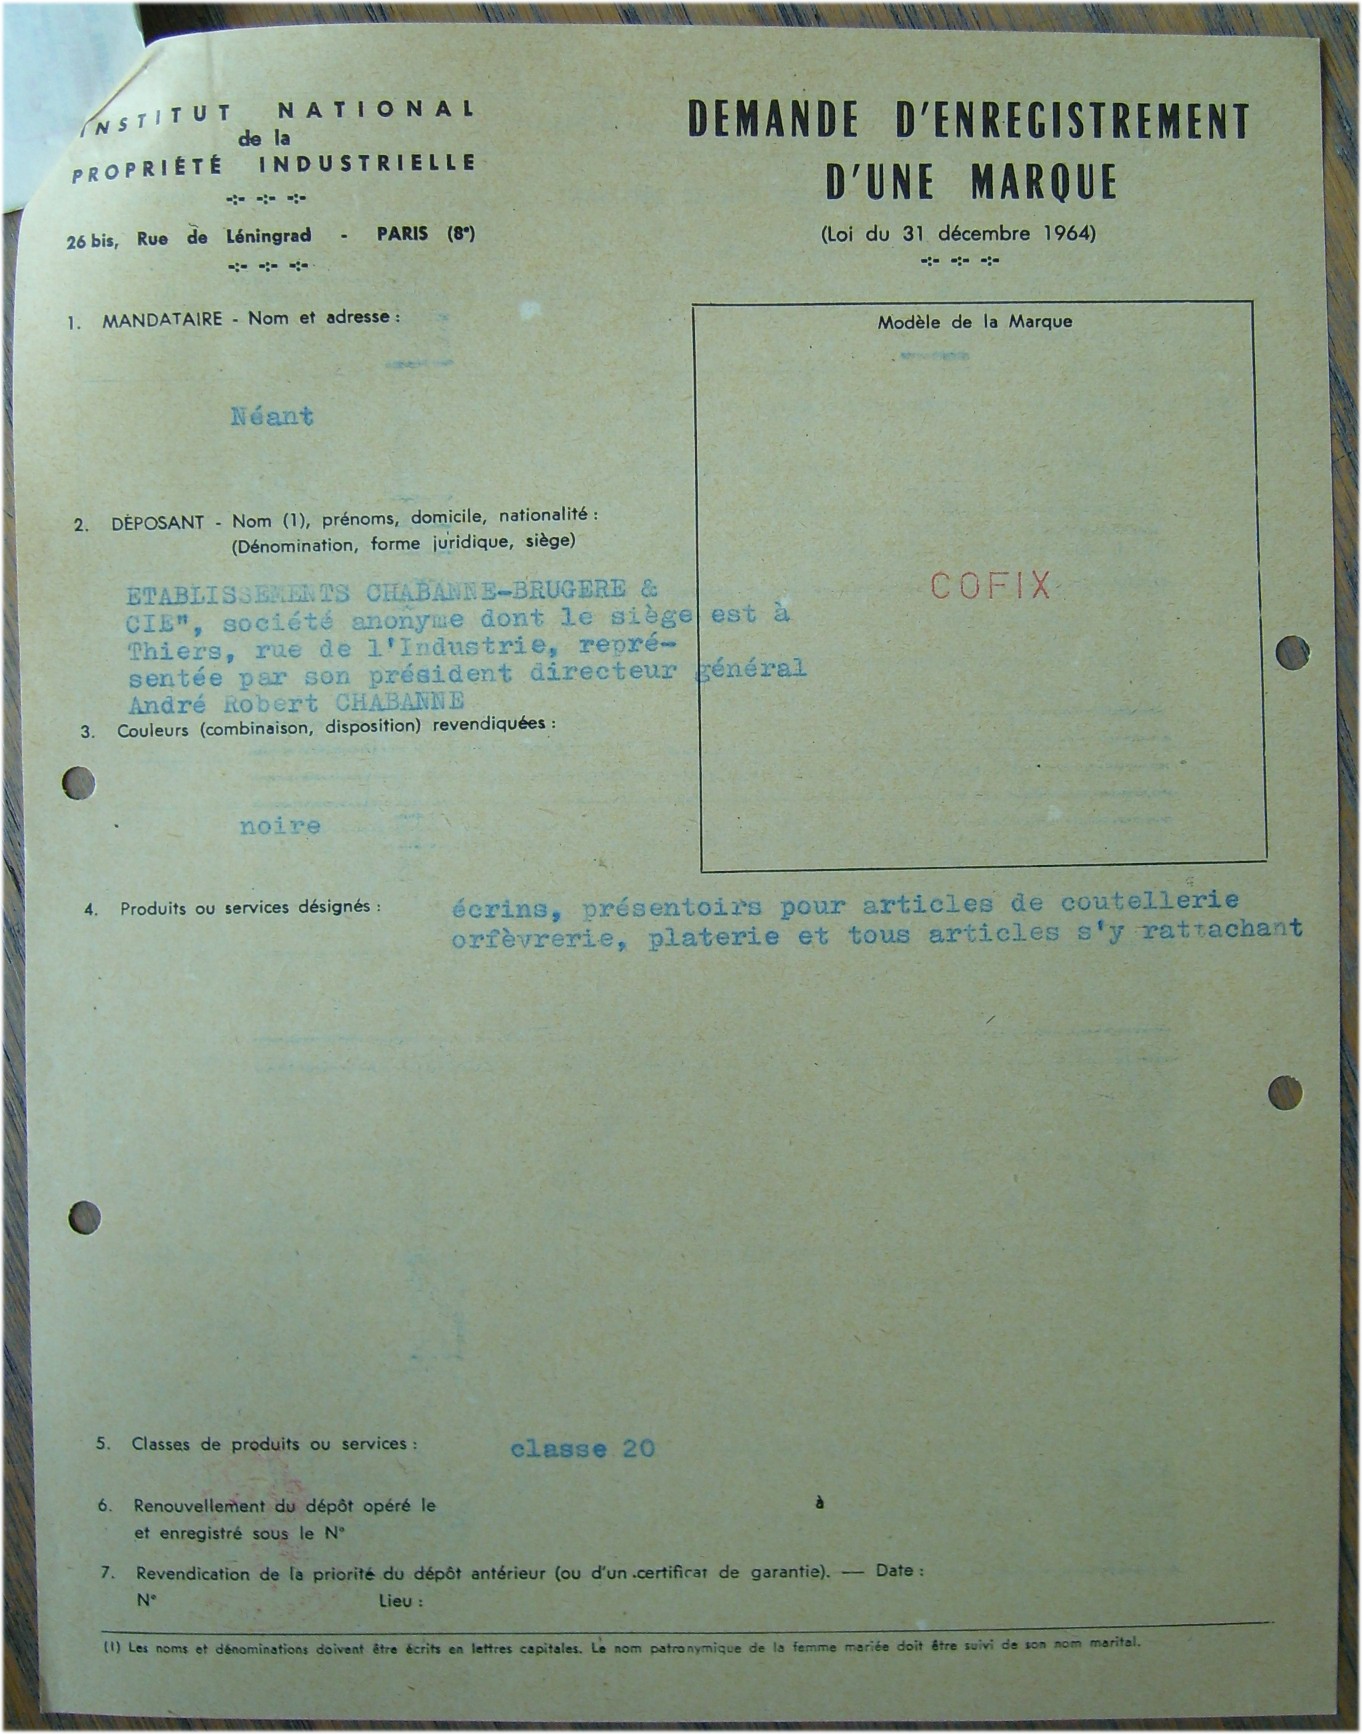 INSTITUT NATIONAL
de la
PROPRIÉTÉ INDUSTRIELLE
26 bis, Rue de Léningrad - PARIS (8e)
DEMANDE D'ENREGISTREMENT
D'UNE MARQUE
(Loi du 31 décembre 1964)
1. MANDATAIRE - Nom et adresse :
Néant
Modèle de la Marque
COFIX
2. DÉPOSANT - Nom (1), prénoms, domicile, nationalité :
(Dénomination, forme juridique, siège)
ETABLISSEMENTS CHABANNE-BRUGERE &
CIE", société anonyme dont le siège est à
Thiers, rue de l'Industrie, repré-
sentée par son président directeur général
André Robert CHABANNE
3. Couleurs (combinaison, disposition) revendiquées :
noire
4. Produits ou services désignés :
écrins, présentoirs pour articles de coutellerie
orfèvrerie, platerie et tous articles s'y rattachant
5. Classes de produits ou services :
classe 20
6. Renouvellement du dépôt opéré le à
et enregistré sous le N°
7. Revendication de la priorité du dépôt antérieur (ou d'un certificat de garantie). — Date :
N° Lieu :
(1) Les noms et dénominations doivent être écrits en lettres capitales. Le nom patronymique de la femme mariée doit être suivi de son nom marital.